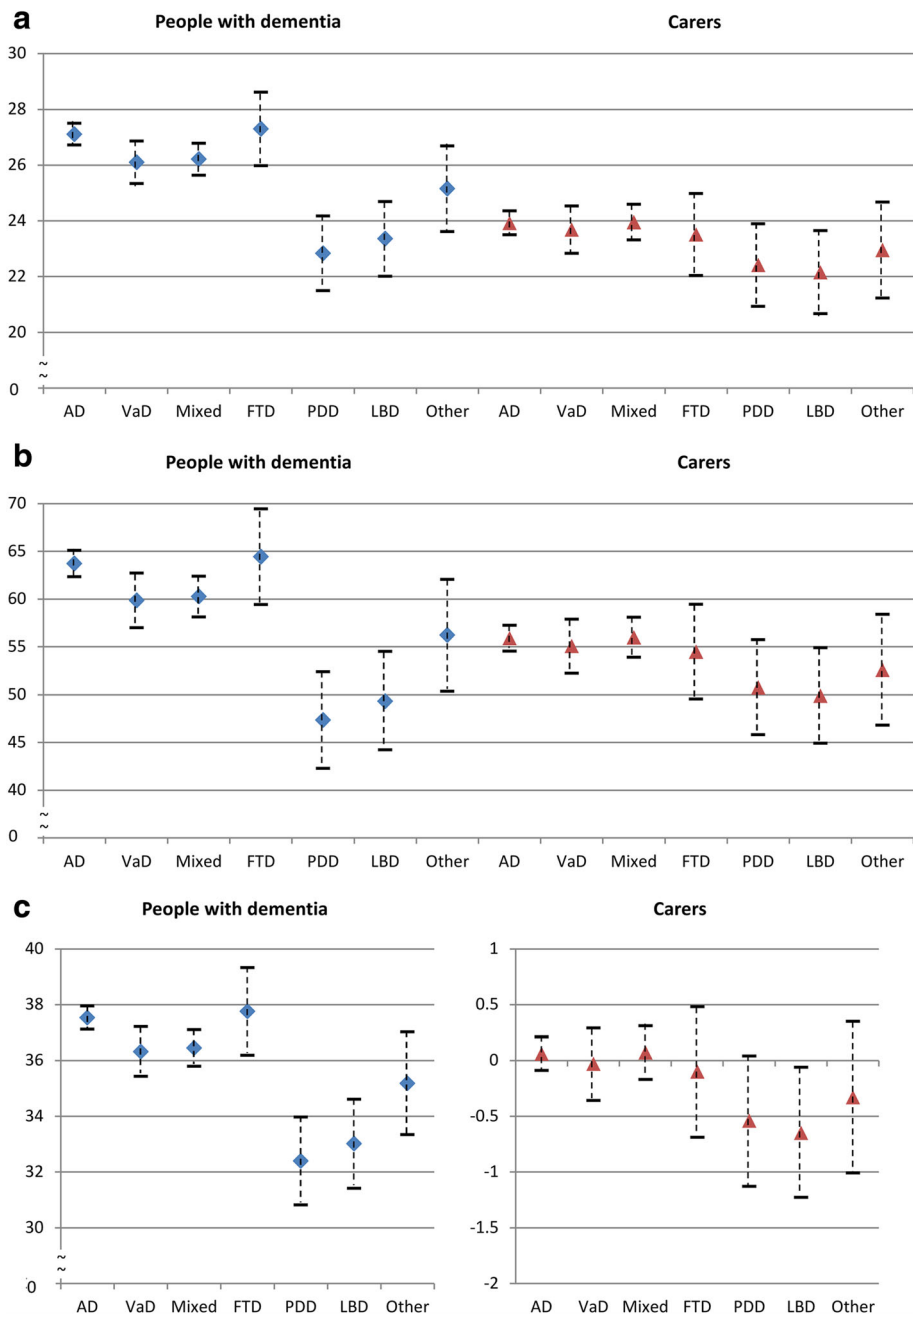 a
People with dementia
Carers
30
28
26
24
22
20
~
~
0
AD VaD Mixed FTD PDD LBD Other AD VaD Mixed FTD PDD LBD Other
b
People with dementia
Carers
70
65
60
55
50
45
40
~
~
0
AD VaD Mixed FTD PDD LBD Other AD VaD Mixed FTD PDD LBD Other
c
People with dementia
40
38
36
34
32
30
~
~
0
AD VaD Mixed FTD PDD LBD Other
Carers
1
0.5
0
-0.5
-1
-1.5
-2
AD VaD Mixed FTD PDD LBD Other